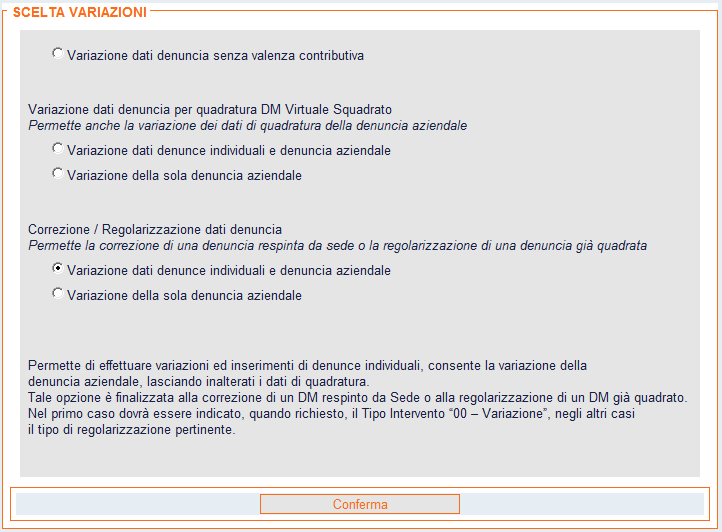 SCELTA VARIAZIONI
Variazione dati denuncia senza valenza contributiva
Variazione dati denuncia per quadratura DM Virtuale Squadrato
Permette anche la variazione dei dati di quadratura della denuncia aziendale
Variazione dati denunce individuali e denuncia aziendale
Variazione della sola denuncia aziendale
Correzione / Regolarizzazione dati denuncia
Permette la correzione di una denuncia respinta da sede o la regolarizzazione di una denuncia già quadrata
Variazione dati denunce individuali e denuncia aziendale
Variazione della sola denuncia aziendale
Permette di effettuare variazioni ed inserimenti di denunce individuali, consente la variazione della
denuncia aziendale, lasciando inalterati i dati di quadratura.
Tale opzione è finalizzata alla correzione di un DM respinto da Sede o alla regolarizzazione di un DM già quadrato.
Nel primo caso dovrà essere indicato, quando richiesto, il Tipo Intervento “00 – Variazione”, negli altri casi
il tipo di regolarizzazione pertinente.
Conferma